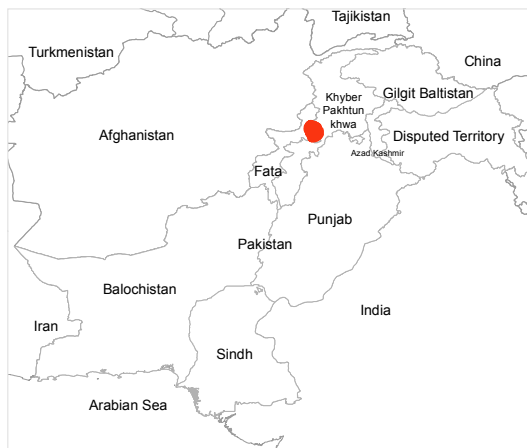 Tajikistan
Turkmenistan
China
Khyber
Pakhtun
khwa
Gilgit Baltistan
Afghanistan
Disputed Territory
Azad Kashmir
Fata
Punjab
Pakistan
Balochistan
India
Iran
Sindh
Arabian Sea